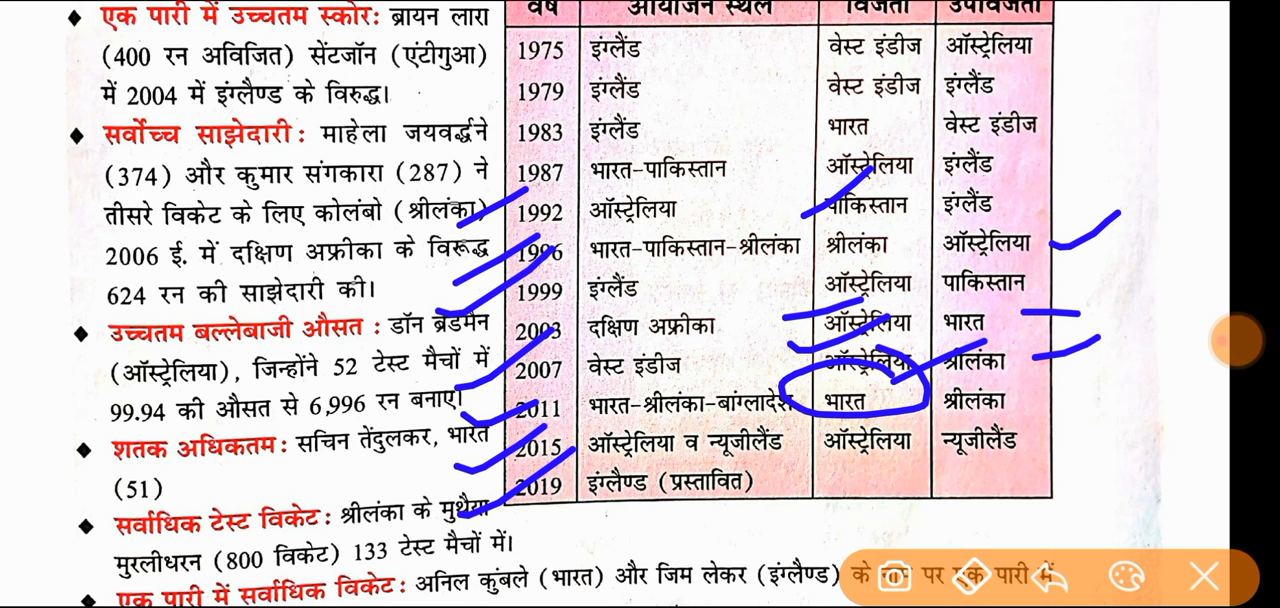 एक पारी में उच्चतम स्कोर: ब्रायन लारा
(400 रन अविजित) सेंटजॉन (एंटीगुआ)
में 2004 में इंग्लैण्ड के विरुद्ध।
सर्वोच्च साझेदारी: माहेला जयवर्द्धने
(374) और कुमार संगकारा (287) ने
तीसरे विकेट के लिए कोलंबो (श्रीलंका)
2006 ई. में दक्षिण अफ्रीका के विरूद्ध
624 रन की साझेदारी की।
उच्चतम बल्लेबाजी औसत : डॉन ब्रैडमैन
(ऑस्ट्रेलिया), जिन्होंने 52 टेस्ट मैचों में
99.94 की औसत से 6,996 रन बनाए।
शतक अधिकतम: सचिन तेंदुलकर, भारत
(51)
सर्वाधिक टेस्ट विकेट: श्रीलंका के मुथैया
मुरलीधरन (800 विकेट) 133 टेस्ट मैचों में।
एक पारी में सर्वाधिक विकेट: अनिल कुंबले (भारत) और जिम लेकर (इंग्लैण्ड) के नाम पर एक पारी में
वर्ष आयोजन स्थल विजेता उपविजेता
1975 इंग्लैंड वेस्ट इंडीज ऑस्ट्रेलिया
1979 इंग्लैंड वेस्ट इंडीज इंग्लैंड
1983 इंग्लैंड भारत वेस्ट इंडीज
1987 भारत-पाकिस्तान ऑस्ट्रेलिया इंग्लैंड
1992 ऑस्ट्रेलिया पाकिस्तान इंग्लैंड
1996 भारत-पाकिस्तान-श्रीलंका श्रीलंका ऑस्ट्रेलिया
1999 इंग्लैंड ऑस्ट्रेलिया पाकिस्तान
2003 दक्षिण अफ्रीका ऑस्ट्रेलिया भारत
2007 वेस्ट इंडीज ऑस्ट्रेलिया श्रीलंका
2011 भारत-श्रीलंका-बांग्लादेश भारत श्रीलंका
2015 ऑस्ट्रेलिया व न्यूजीलैंड ऑस्ट्रेलिया न्यूजीलैंड
2019 इंग्लैण्ड (प्रस्तावित)